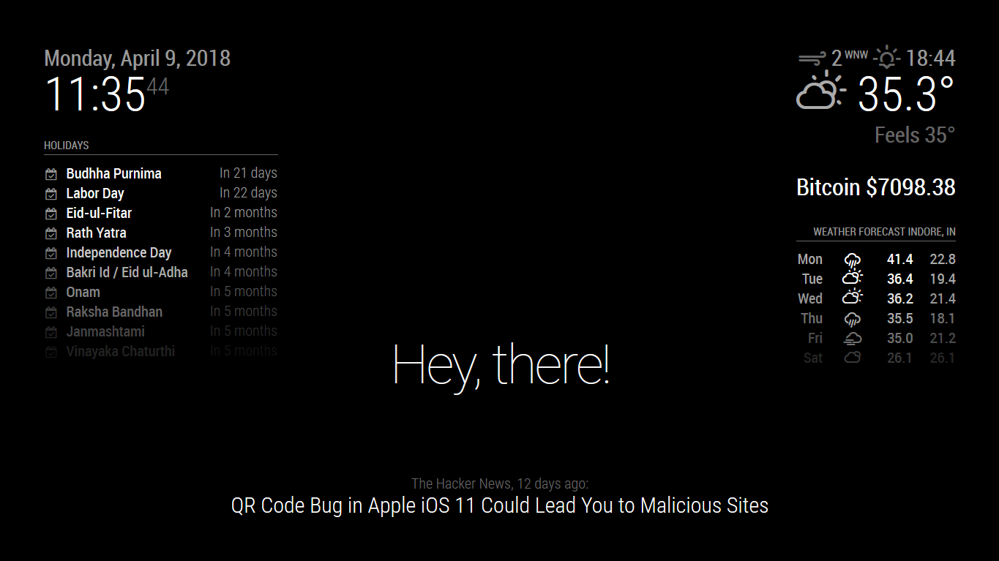 Monday, April 9, 2018
11:35 44
HOLIDAYS
Budhha Purnima In 21 days
Labor Day In 22 days
Eid-ul-Fitar In 2 months
Rath Yatra In 3 months
Independence Day In 4 months
Bakri Id / Eid ul-Adha In 4 months
Onam In 5 months
Raksha Bandhan In 5 months
Janmashtami In 5 months
Vinayaka Chaturthi In 5 months
2 WNW 18:44
35.3°
Feels 35°
Bitcoin $7098.38
WEATHER FORECAST INDORE, IN
Mon 41.4 22.8
Tue 36.4 19.4
Wed 36.2 21.4
Thu 35.5 18.1
Fri 35.0 21.2
Sat 26.1 26.1
Hey, there!
The Hacker News, 12 days ago:
QR Code Bug in Apple iOS 11 Could Lead You to Malicious Sites